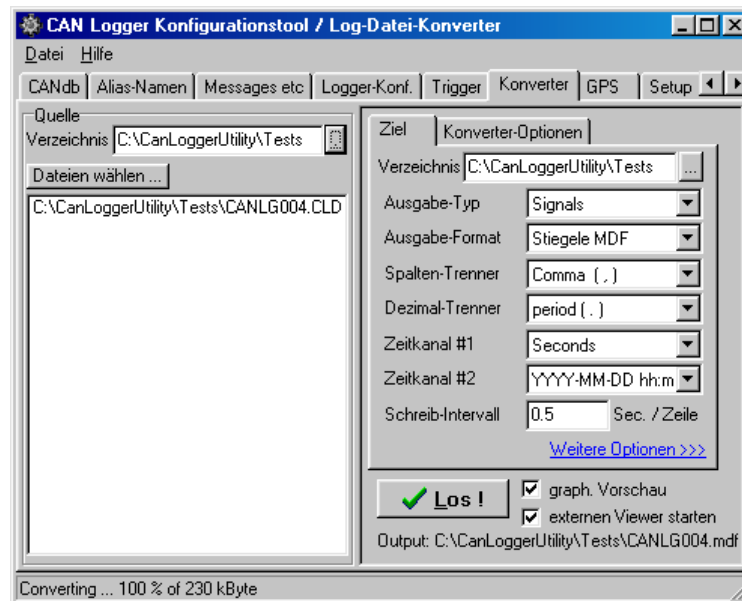 CAN Logger Konfigurationstool / Log-Datei-Konverter
Datei Hilfe
CANdb Alias-Namen Messages etc Logger-Konf. Trigger Konverter GPS Setup
Quelle
Verzeichnis C:\CanLoggerUtility\Tests
Dateien wählen ...
C:\CanLoggerUtility\Tests\CANLG004.CLD
Ziel Konverter-Optionen
Verzeichnis C:\CanLoggerUtility\Tests ...
Ausgabe-Typ Signals
Ausgabe-Format Stiegele MDF
Spalten-Trenner Comma ( , )
Dezimal-Trenner period ( . )
Zeitkanal #1 Seconds
Zeitkanal #2 YYYY-MM-DD hh:m
Schreib-Intervall 0.5 Sec. / Zeile
Weitere Optionen >>>
Los !
graph. Vorschau
externen Viewer starten
Output: C:\CanLoggerUtility\Tests\CANLG004.mdf
Converting ... 100 % of 230 kByte